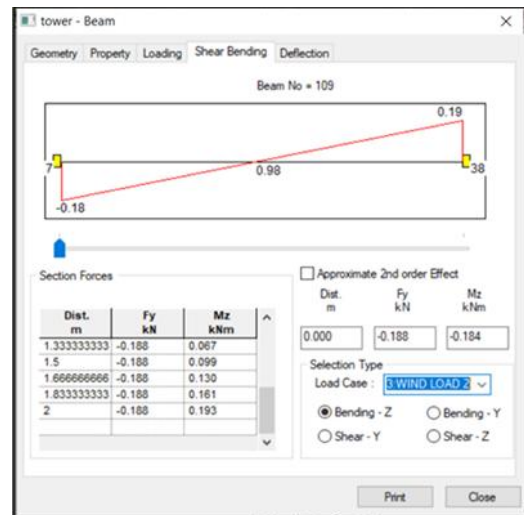 tower - Beam
Geometry Property Loading Shear Bending Deflection
Beam No = 109
0.19
7 0.98 38
-0.18
Section Forces
Dist. Fy Mz
m kN kNm
1.333333333 -0.188 0.067
1.5 -0.188 0.099
1.666666666 -0.188 0.130
1.833333333 -0.188 0.161
2 -0.188 0.193
Approximate 2nd order Effect
Dist. Fy Mz
m kN kNm
0.000 -0.188 -0.184
Selection Type
Load Case : 3:WIND LOAD 2
Bending - Z Bending - Y
Shear - Y Shear - Z
Print Close